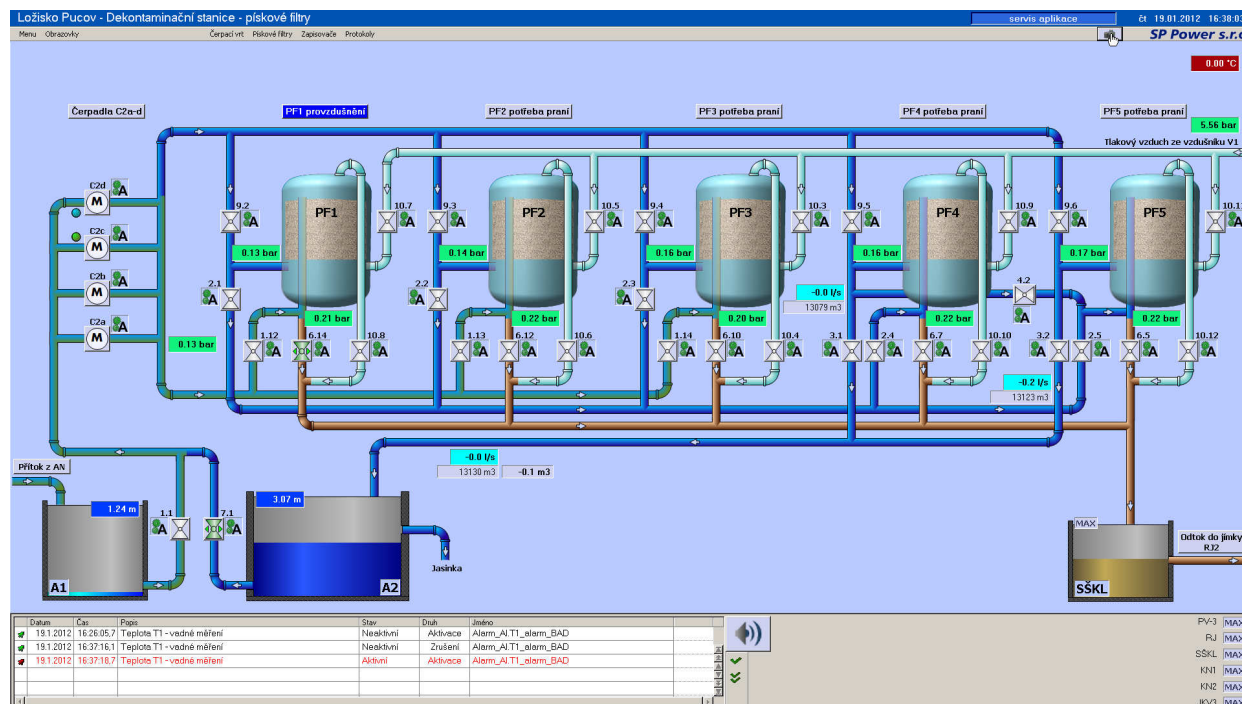 Ložisko Pucov - Dekontaminační stanice - pískové filtry
servis aplikace
čt 19.01.2012 16:38:03
Menu Obrazovky Čerpací vrt Pískové filtry Zapisovače Protokoly
SP Power s.r.o
0.00 °C
Čerpadla C2a-d PF1 provzdušnění PF2 potřeba praní PF3 potřeba praní PF4 potřeba praní PF5 potřeba praní
5.56 bar
Tlakový vzduch ze vzdušníku V1
C2d A
M
C2c A
M
C2b A
M
C2a A
M
PF1 PF2 PF3 PF4 PF5
9.2 A 10.7 A 9.3 A 10.5 A 9.4 A 10.3 A 9.5 A 10.9 A 9.6 A 10.11 A
0.13 bar 0.14 bar 0.16 bar 0.16 bar 0.17 bar
2.1 A 2.2 A 2.3 A 4.2 A
-0.0 l/s
13079 m3
0.21 bar 0.22 bar 0.20 bar 0.22 bar 0.22 bar
0.13 bar
1.12 A 6.14 A 10.8 A 1.13 A 6.12 A 10.6 A 1.14 A 6.10 A 10.4 A 3.1 A 2.4 A 6.7 A 10.10 A 3.2 A 2.5 A 6.5 A 10.12 A
-0.2 l/s
13123 m3
-0.0 l/s
13130 m3 -0.1 m3
Přítok z AN
1.24 m
1.1 A
7.1 A
3.07 m
A1
A2
Jasinka
MAX
SŠKL
Odtok do jímky
RJ2
Datum Čas Popis Stav Druh Jméno
19.1.2012 16:26:05,7 Teplota T1 - vadné měření Neaktivní Aktivace Alarm_AI.T1_alarm_BAD
19.1.2012 16:37:16,1 Teplota T1 - vadné měření Neaktivní Zrušení Alarm_AI.T1_alarm_BAD
19.1.2012 16:37:18,7 Teplota T1 - vadné měření Aktivní Aktivace Alarm_AI.T1_alarm_BAD
PV-3 MAX
RJ MAX
SŠKL MAX
KN1 MAX
KN2 MAX
JKV3 MAX